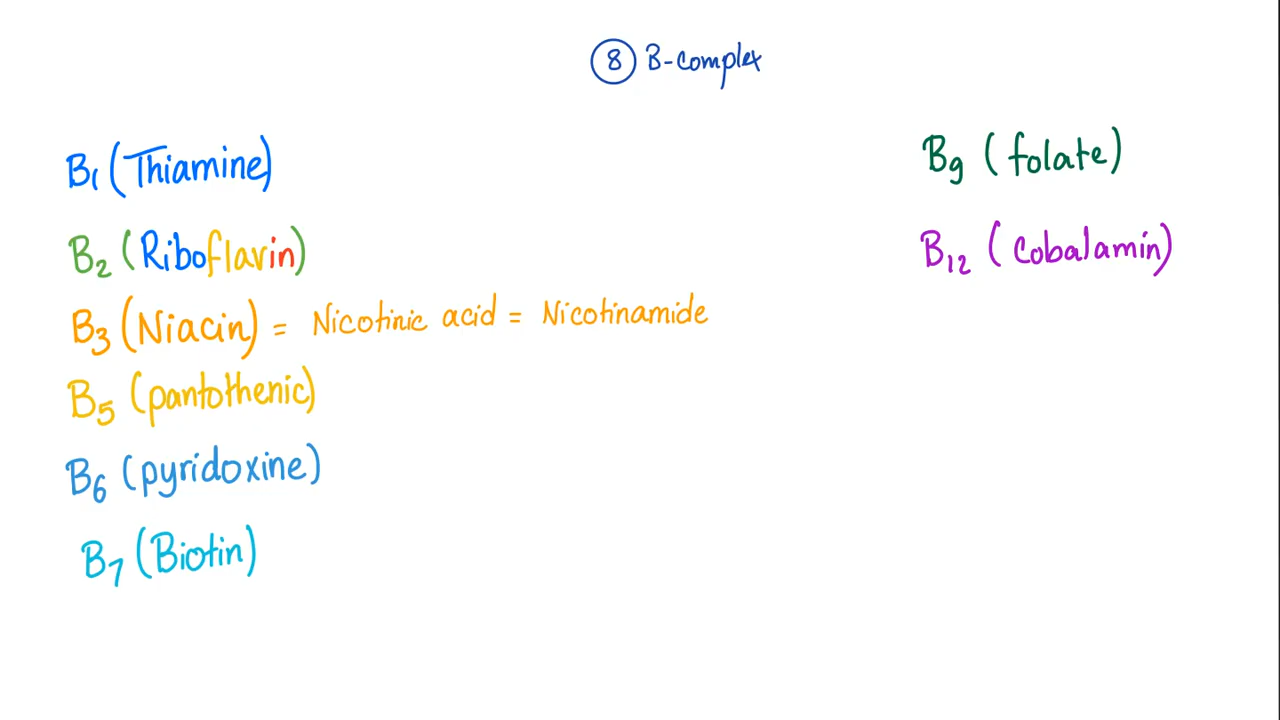 8 B-complex
B1 (Thiamine)
B2 (Riboflavin)
B3 (Niacin) = Nicotinic acid = Nicotinamide
B5 (pantothenic)
B6 (pyridoxine)
B7 (Biotin)
B9 (folate)
B12 (Cobalamin)